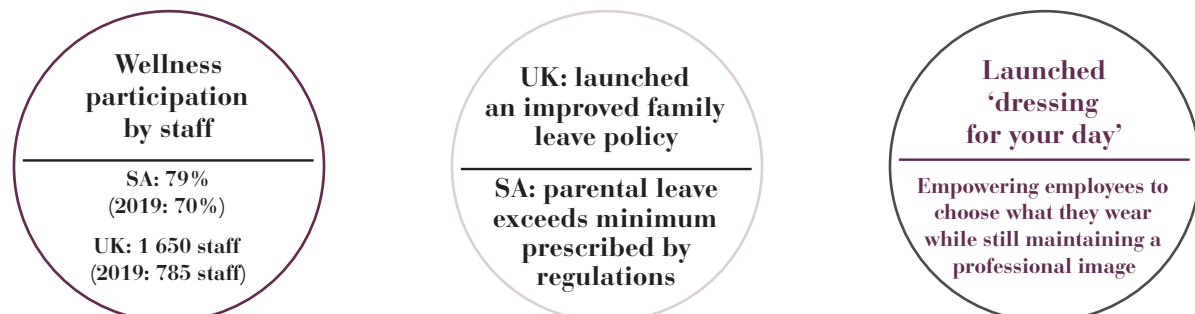 Wellness
participation
by staff
SA: 79%
(2019: 70%)
UK: 1 650 staff
(2019: 785 staff)
UK: launched
an improved family
leave policy
SA: parental leave
exceeds minimum
prescribed by
regulations
Launched
‘dressing
for your day’
Empowering employees to
choose what they wear
while still maintaining a
professional image